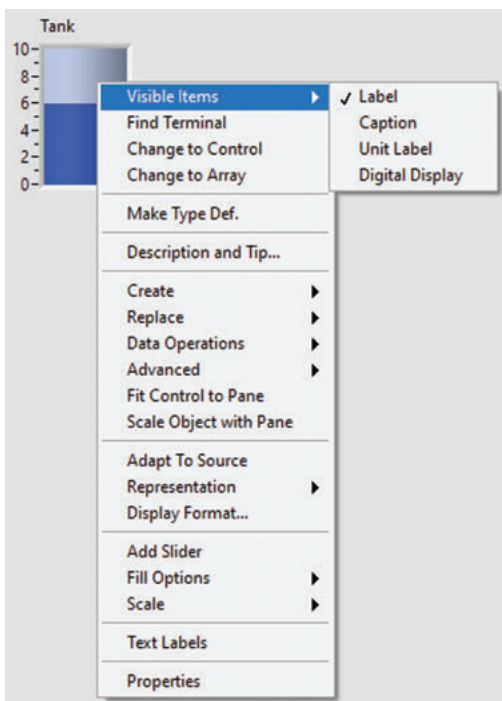 Tank
10
8
6
4
2
0
Visible Items
Find Terminal
Change to Control
Change to Array
Make Type Def.
Description and Tip...
Create
Replace
Data Operations
Advanced
Fit Control to Pane
Scale Object with Pane
Adapt To Source
Representation
Display Format...
Add Slider
Fill Options
Scale
Text Labels
Properties
Label
Caption
Unit Label
Digital Display